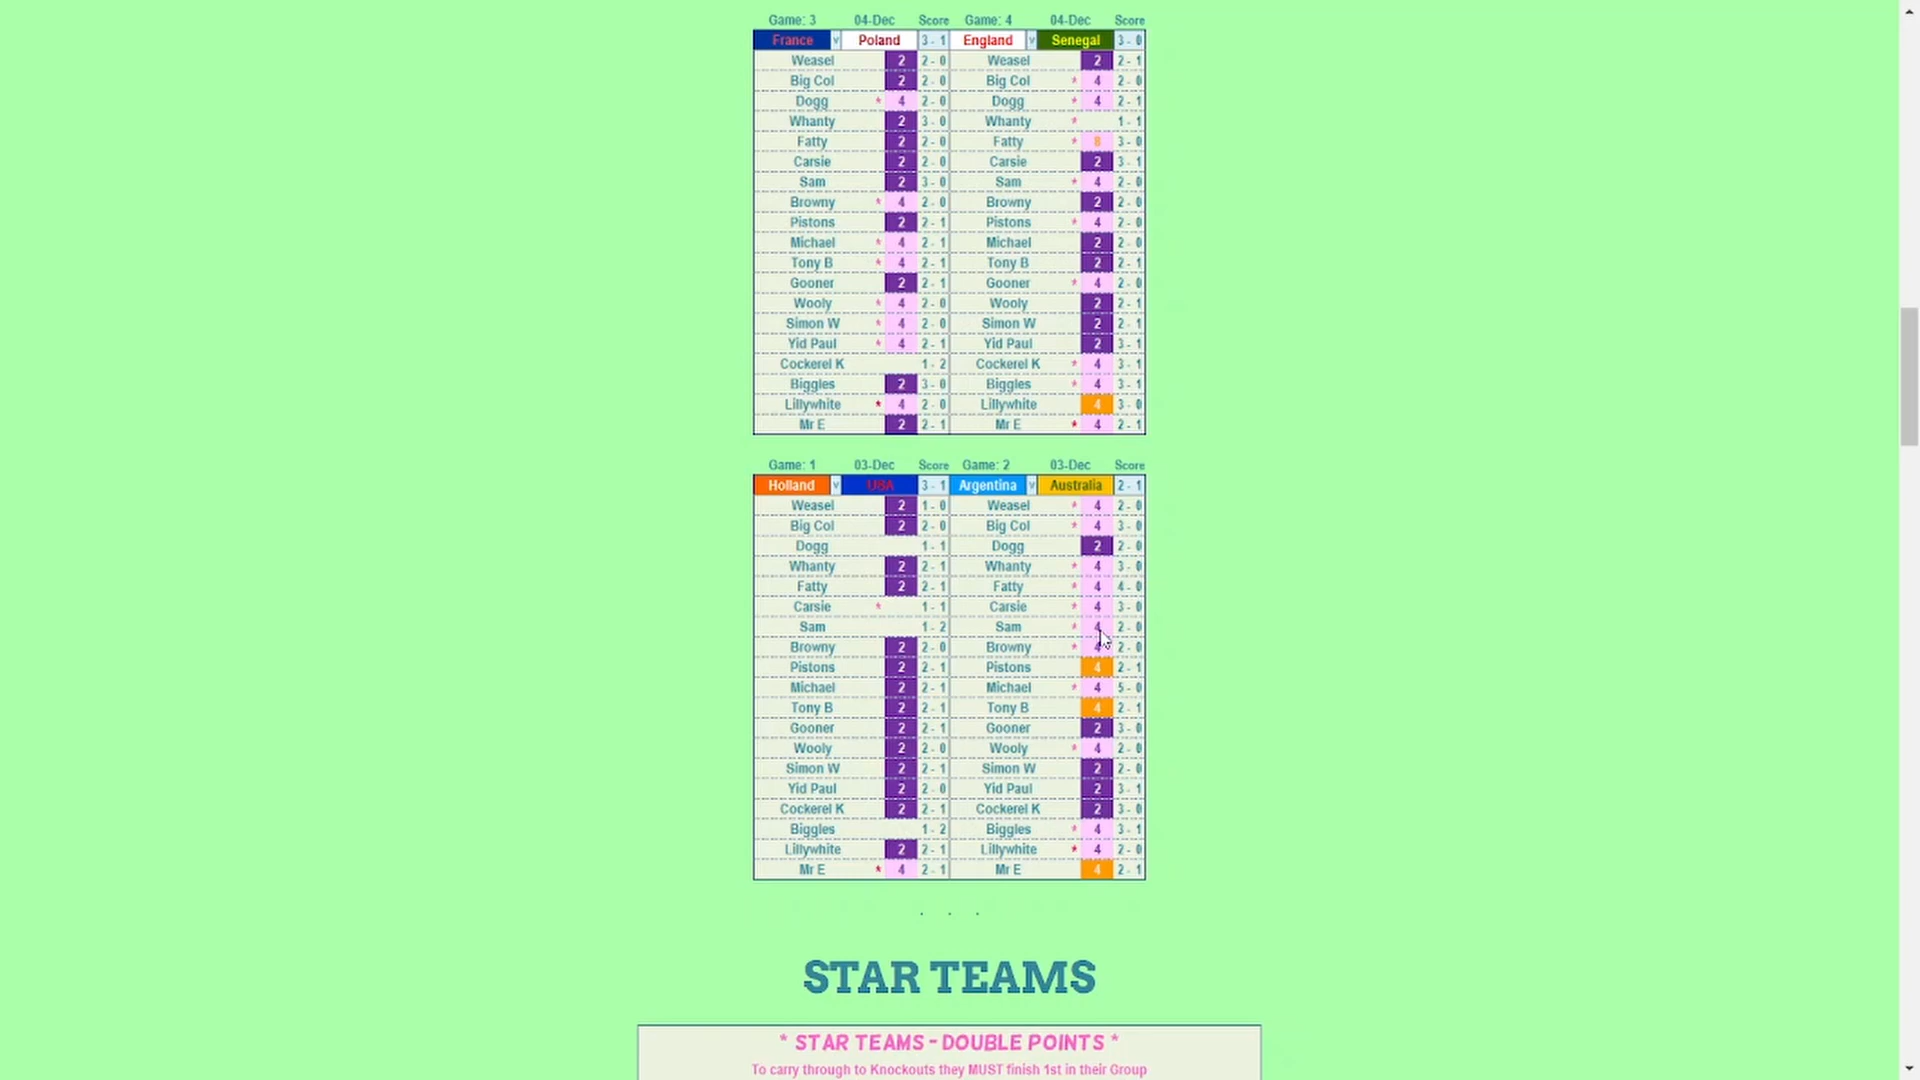 Game: 3 04-Dec Score Game: 4 04-Dec Score
France v Poland 3 - 1 England v Senegal 3 - 0
Weasel 2 2 - 0 Weasel 2 2 - 1
Big Col 2 2 - 0 Big Col * 4 2 - 0
Dogg * 4 2 - 0 Dogg * 4 2 - 1
Whanty 2 3 - 0 Whanty * 1 - 1
Fatty 2 2 - 0 Fatty * 8 3 - 0
Carsie 2 2 - 0 Carsie 2 3 - 1
Sam 2 3 - 0 Sam * 4 2 - 0
Browny * 4 2 - 0 Browny 2 2 - 0
Pistons 2 2 - 1 Pistons * 4 2 - 0
Michael * 4 2 - 1 Michael 2 2 - 0
Tony B * 4 2 - 1 Tony B 2 2 - 1
Gooner 2 2 - 1 Gooner * 4 2 - 0
Wooly * 4 2 - 0 Wooly 2 2 - 1
Simon W * 4 2 - 0 Simon W 2 2 - 1
Yid Paul * 4 2 - 1 Yid Paul 2 3 - 1
Cockerel K 1 - 2 Cockerel K * 4 3 - 1
Biggles 2 3 - 0 Biggles * 4 3 - 1
Lillywhite * 4 2 - 0 Lillywhite 4 3 - 0
Mr E 2 2 - 1 Mr E * 4 2 - 1
Game: 1 03-Dec Score Game: 2 03-Dec Score
Holland v USA 3 - 1 Argentina v Australia 2 - 1
Weasel 2 1 - 0 Weasel * 4 2 - 0
Big Col 2 2 - 0 Big Col * 4 3 - 0
Dogg 1 - 1 Dogg 2 2 - 0
Whanty 2 2 - 1 Whanty * 4 3 - 0
Fatty 2 2 - 1 Fatty * 4 4 - 0
Carsie * 1 - 1 Carsie * 4 3 - 0
Sam 1 - 2 Sam * 4 2 - 0
Browny 2 2 - 0 Browny * 4 2 - 0
Pistons 2 2 - 1 Pistons 4 2 - 1
Michael 2 2 - 1 Michael * 4 5 - 0
Tony B 2 2 - 1 Tony B 4 2 - 1
Gooner 2 2 - 1 Gooner 2 3 - 0
Wooly 2 2 - 0 Wooly * 4 2 - 0
Simon W 2 2 - 1 Simon W 2 2 - 0
Yid Paul 2 2 - 0 Yid Paul 2 3 - 1
Cockerel K 2 2 - 1 Cockerel K 2 3 - 0
Biggles 1 - 2 Biggles * 4 3 - 1
Lillywhite 2 2 - 1 Lillywhite * 4 2 - 0
Mr E * 4 2 - 1 Mr E 4 2 - 1
. . .
STAR TEAMS
* STAR TEAMS - DOUBLE POINTS *
To carry through to Knockouts they MUST finish 1st in their Group